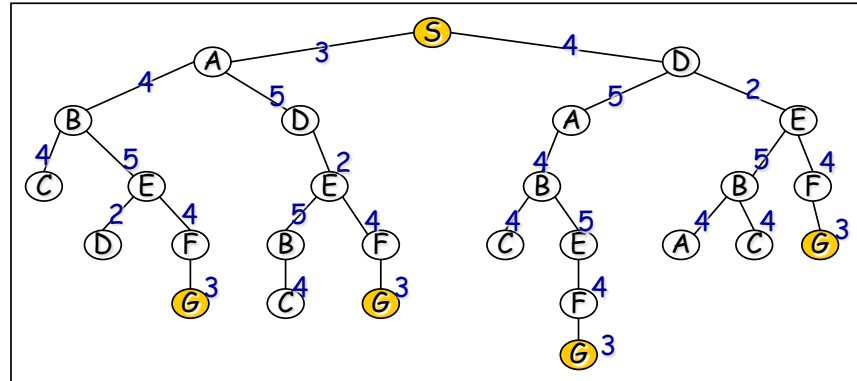 S
A 3 4 D
4 5 5 2
B D A E
4 5 2 4 5 4
C E E B B F
2 4 5 4 4 5 4 4 3
D F B F C E A C G
3 4 3 4
G C G F
G 3